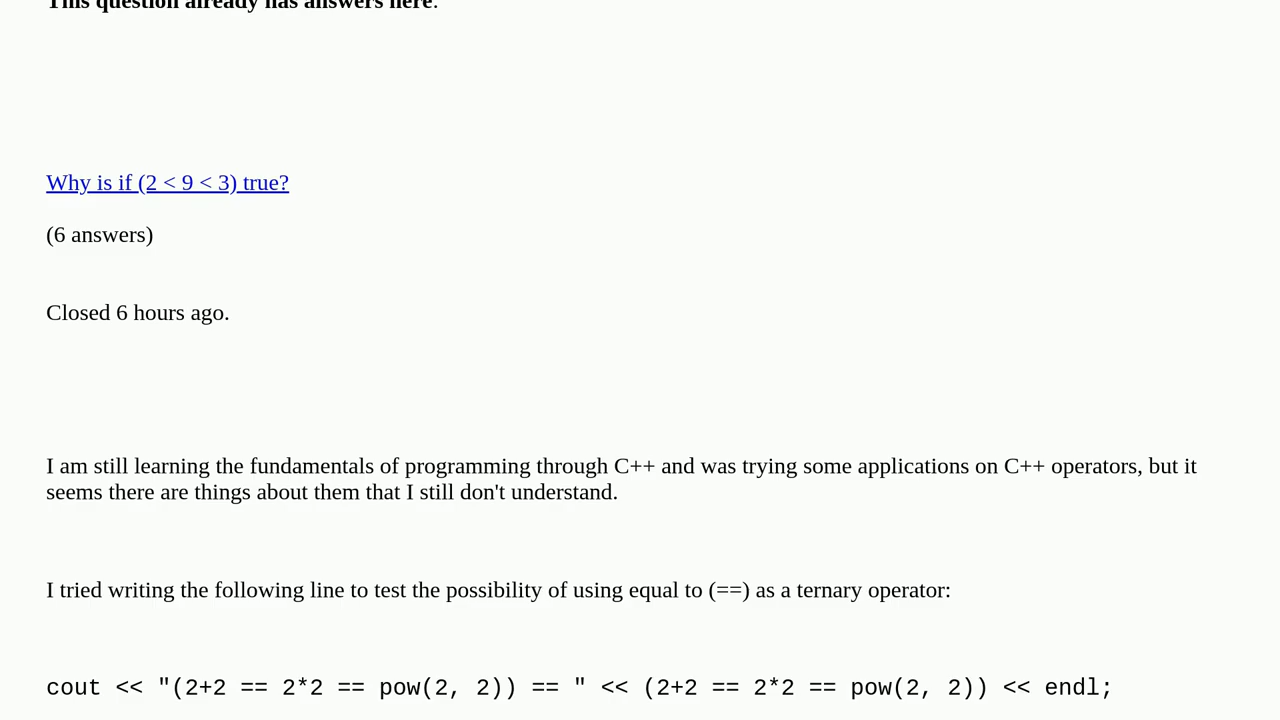 This question already has answers here:
Why is if (2 < 9 < 3) true?
(6 answers)
Closed 6 hours ago.
I am still learning the fundamentals of programming through C++ and was trying some applications on C++ operators, but it
seems there are things about them that I still don't understand.
I tried writing the following line to test the possibility of using equal to (==) as a ternary operator:
cout << "(2+2 == 2*2 == pow(2, 2)) == " << (2+2 == 2*2 == pow(2, 2)) << endl;